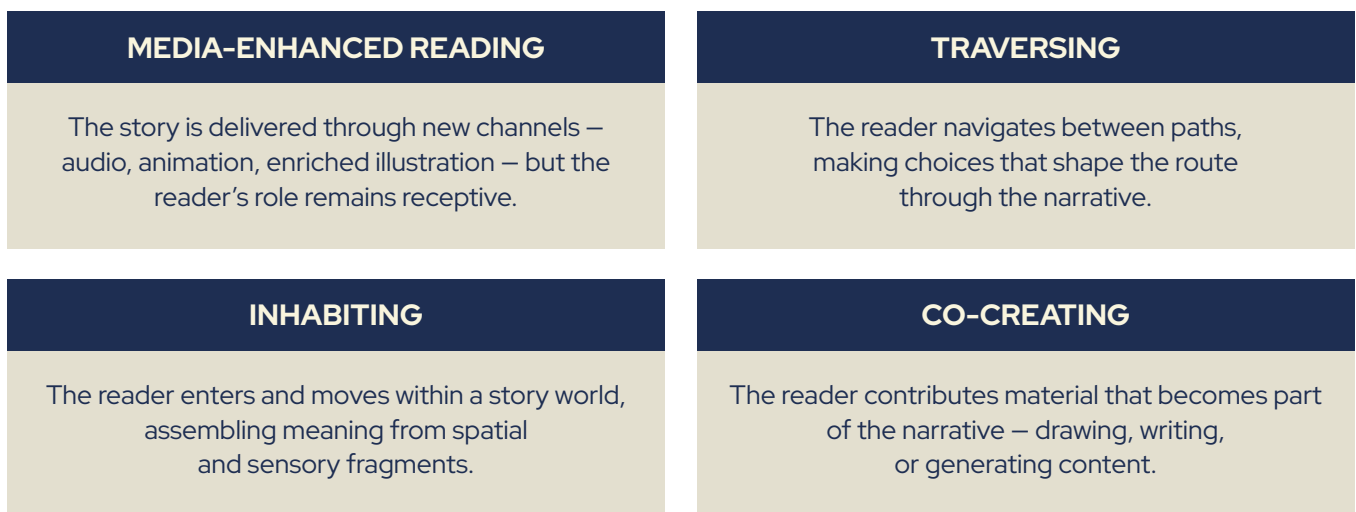 MEDIA-ENHANCED READING
The story is delivered through new channels —
audio, animation, enriched illustration — but the
reader’s role remains receptive.
TRAVERSING
The reader navigates between paths,
making choices that shape the route
through the narrative.
INHABITING
The reader enters and moves within a story world,
assembling meaning from spatial
and sensory fragments.
CO-CREATING
The reader contributes material that becomes part
of the narrative — drawing, writing,
or generating content.